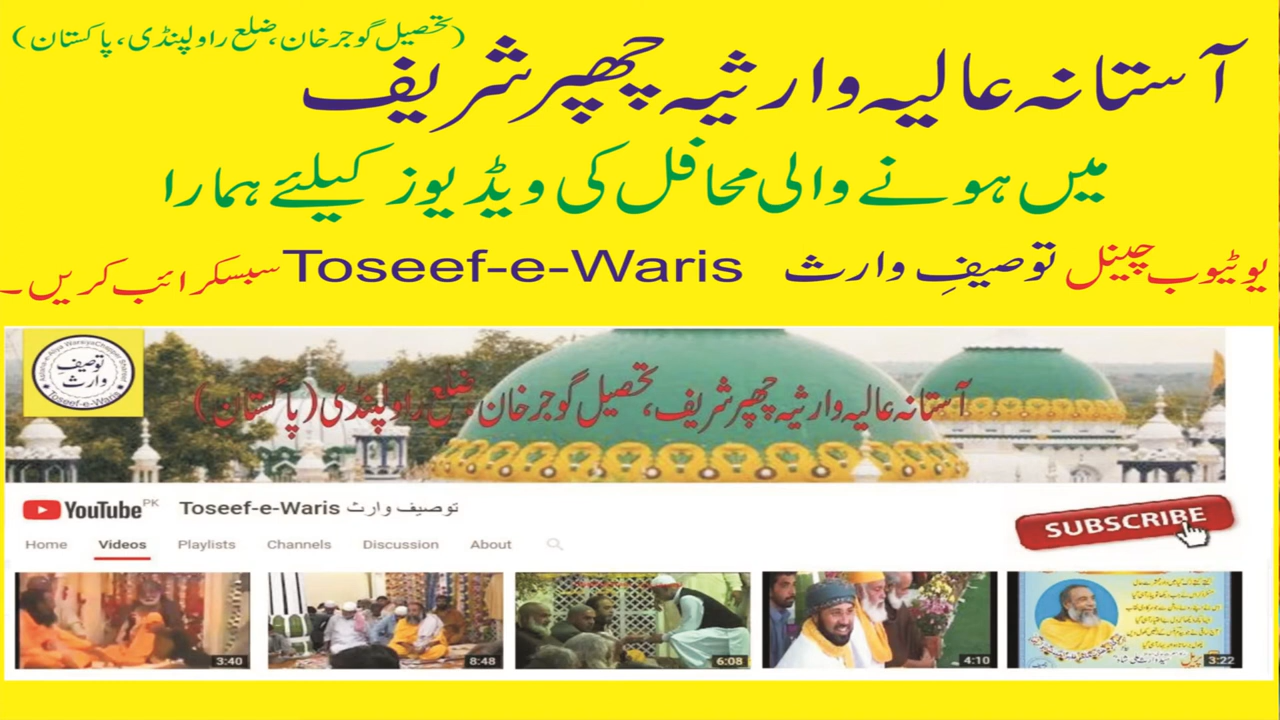 (تحصیل گوجر خان، ضلع راولپنڈی، پاکستان)
آستانہ عالیہ وارثیہ چھپر شریف
میں ہونے والی محافل کی ویڈیوز کیلئے ہمارا
یوٹیوب چینل توصیفِ وارث Toseef-e-Waris سبسکرائب کریں۔
توصیف
وارث
Toseef-e-Waris
آستانہ عالیہ وارثیہ چھپر شریف، تحصیل گوجر خان، ضلع راولپنڈی (پاکستان)
YouTube PK
Toseef-e-Waris توصیف وارث
SUBSCRIBE
Home Videos Playlists Channels Discussion About
3:40
8:48
6:08
4:10
3:22